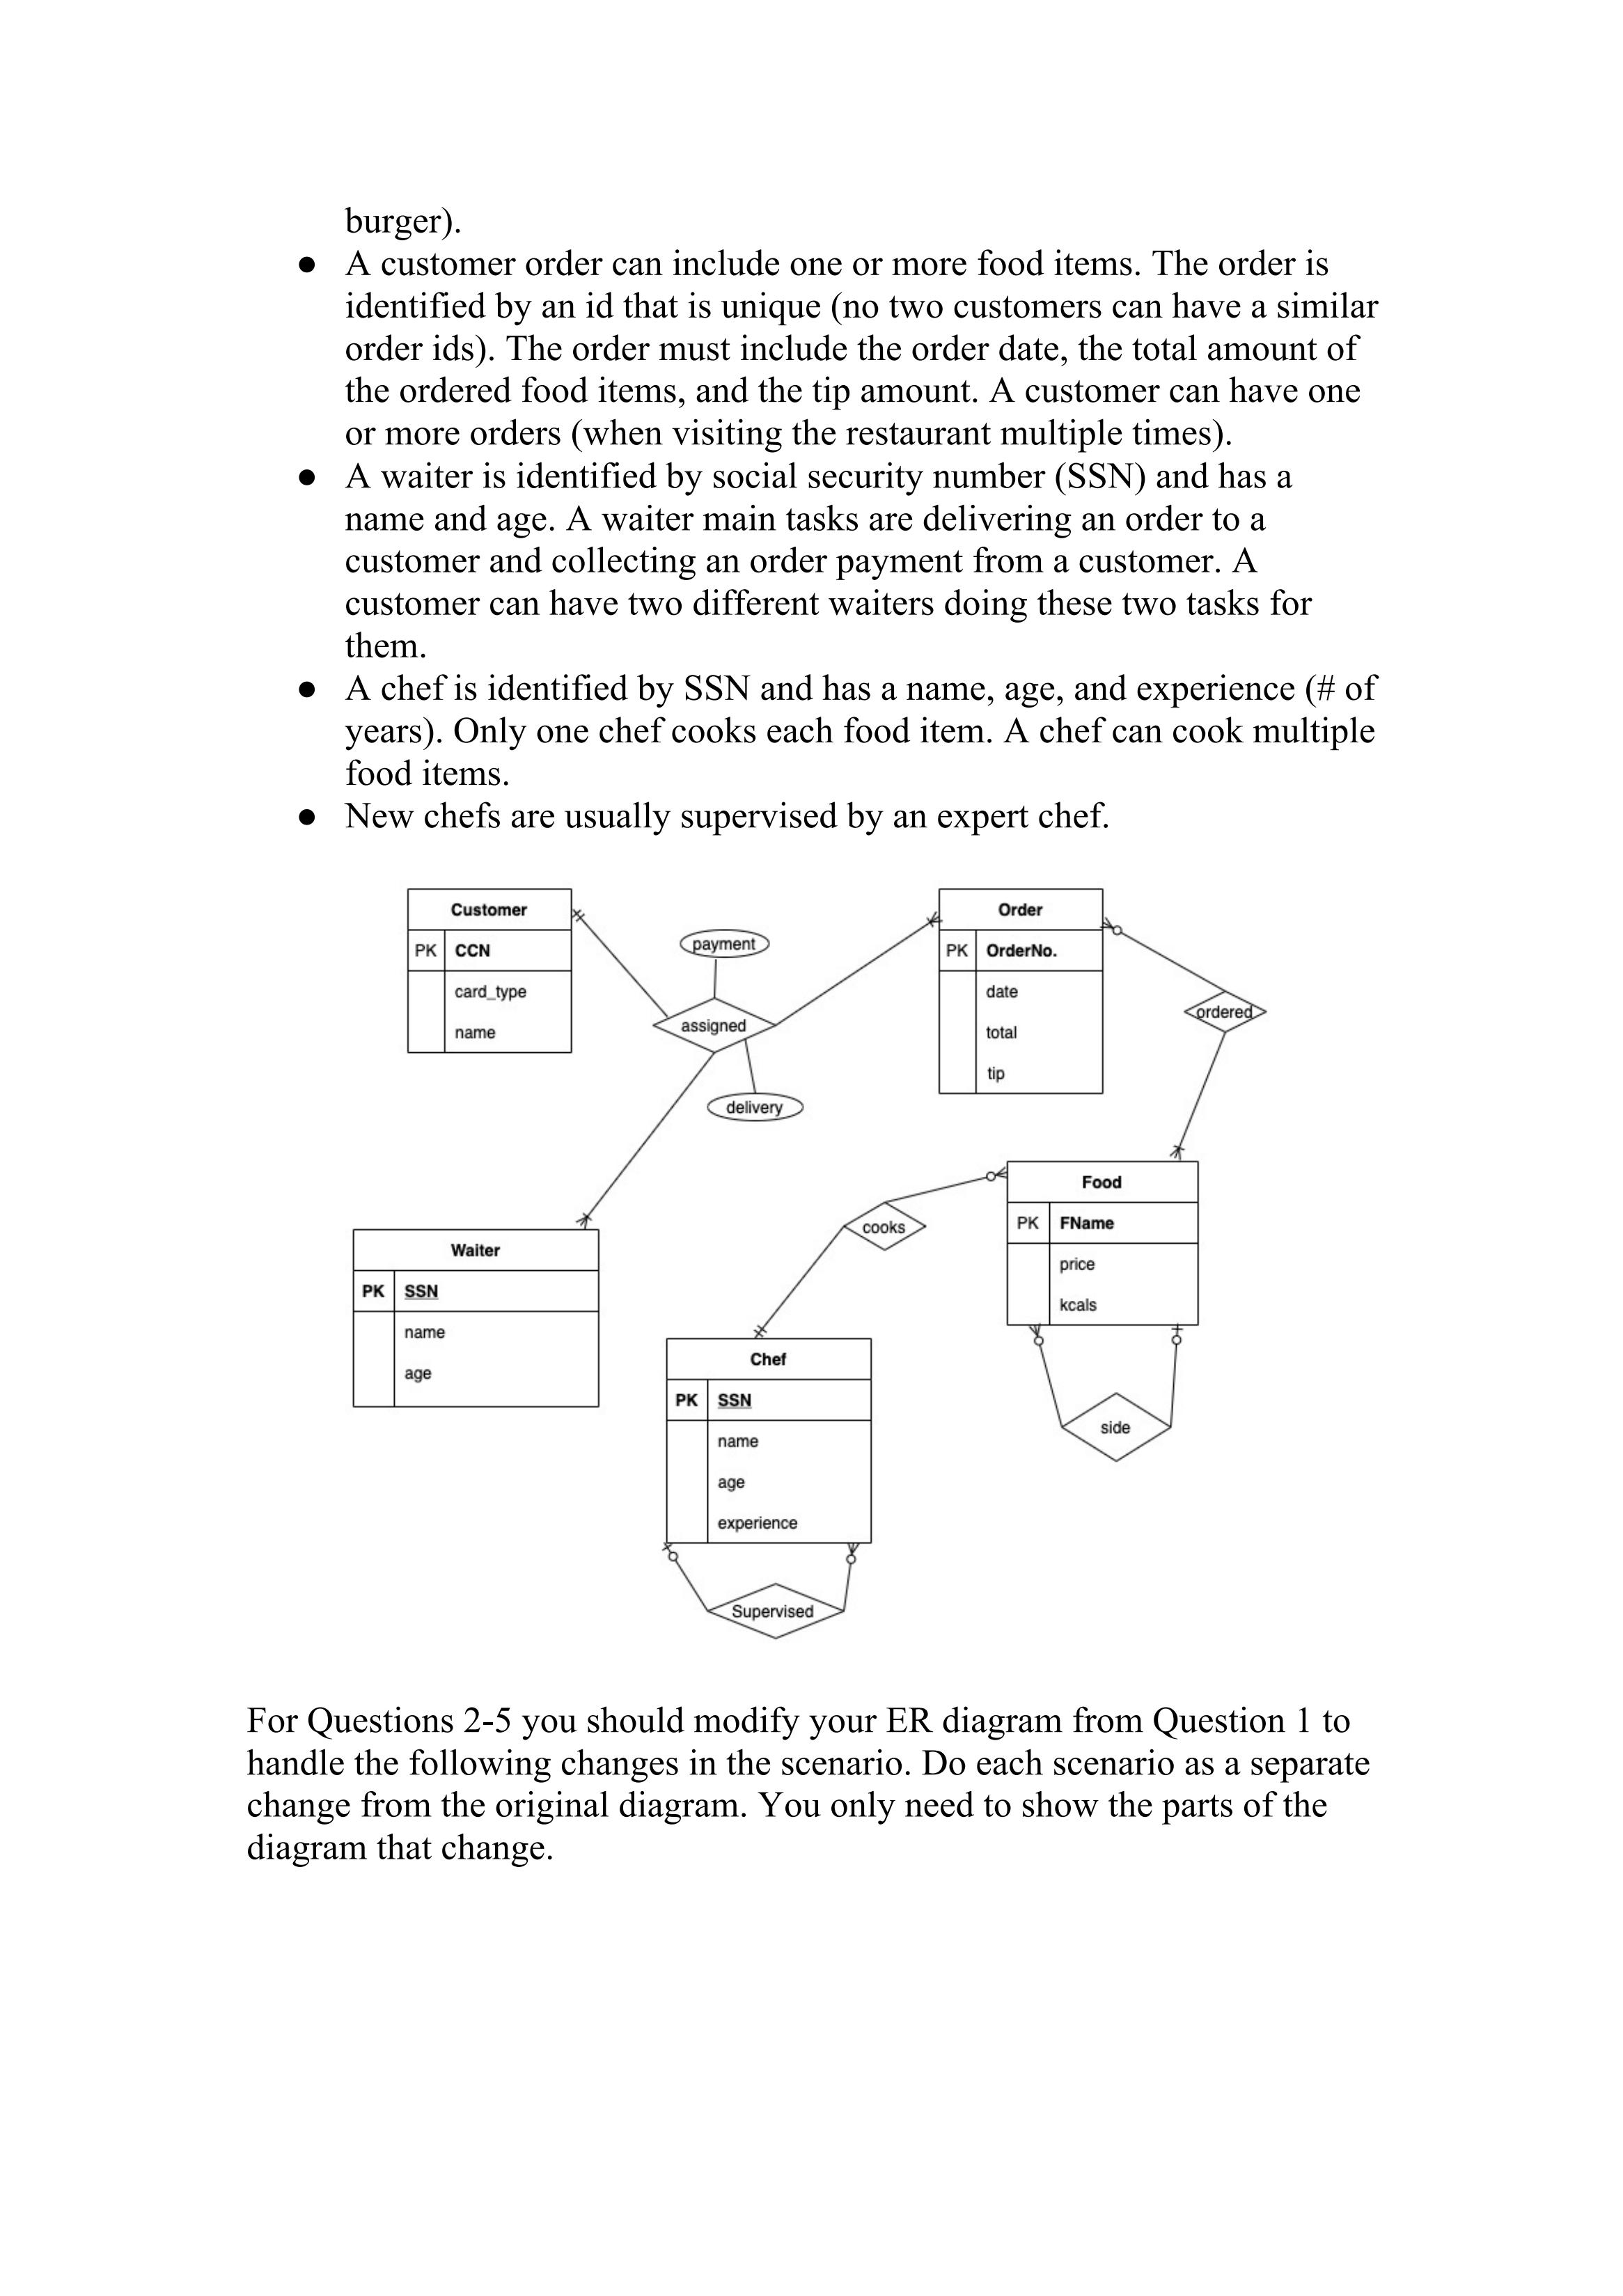 burger).
● A customer order can include one or more food items. The order is
identified by an id that is unique (no two customers can have a similar
order ids). The order must include the order date, the total amount of
the ordered food items, and the tip amount. A customer can have one
or more orders (when visiting the restaurant multiple times).
● A waiter is identified by social security number (SSN) and has a
name and age. A waiter main tasks are delivering an order to a
customer and collecting an order payment from a customer. A
customer can have two different waiters doing these two tasks for
them.
● A chef is identified by SSN and has a name, age, and experience (# of
years). Only one chef cooks each food item. A chef can cook multiple
food items.
● New chefs are usually supervised by an expert chef.
Customer
PK CCN
card_type
name
payment
assigned
delivery
Order
PK OrderNo.
date
total
tip
ordered
Waiter
PK SSN
name
age
cooks
Food
PK FName
price
kcals
side
Chef
PK SSN
name
age
experience
Supervised
For Questions 2-5 you should modify your ER diagram from Question 1 to
handle the following changes in the scenario. Do each scenario as a separate
change from the original diagram. You only need to show the parts of the
diagram that change.